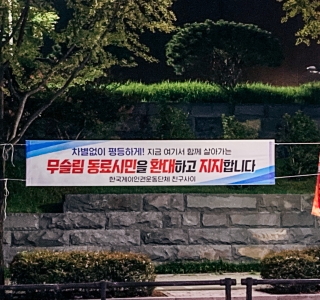 차별없이 평등하게! 지금 여기서 함께 살아가는
무슬림 동료시민을 환대하고 지지합니다
한국게이인권운동단체 친구사이